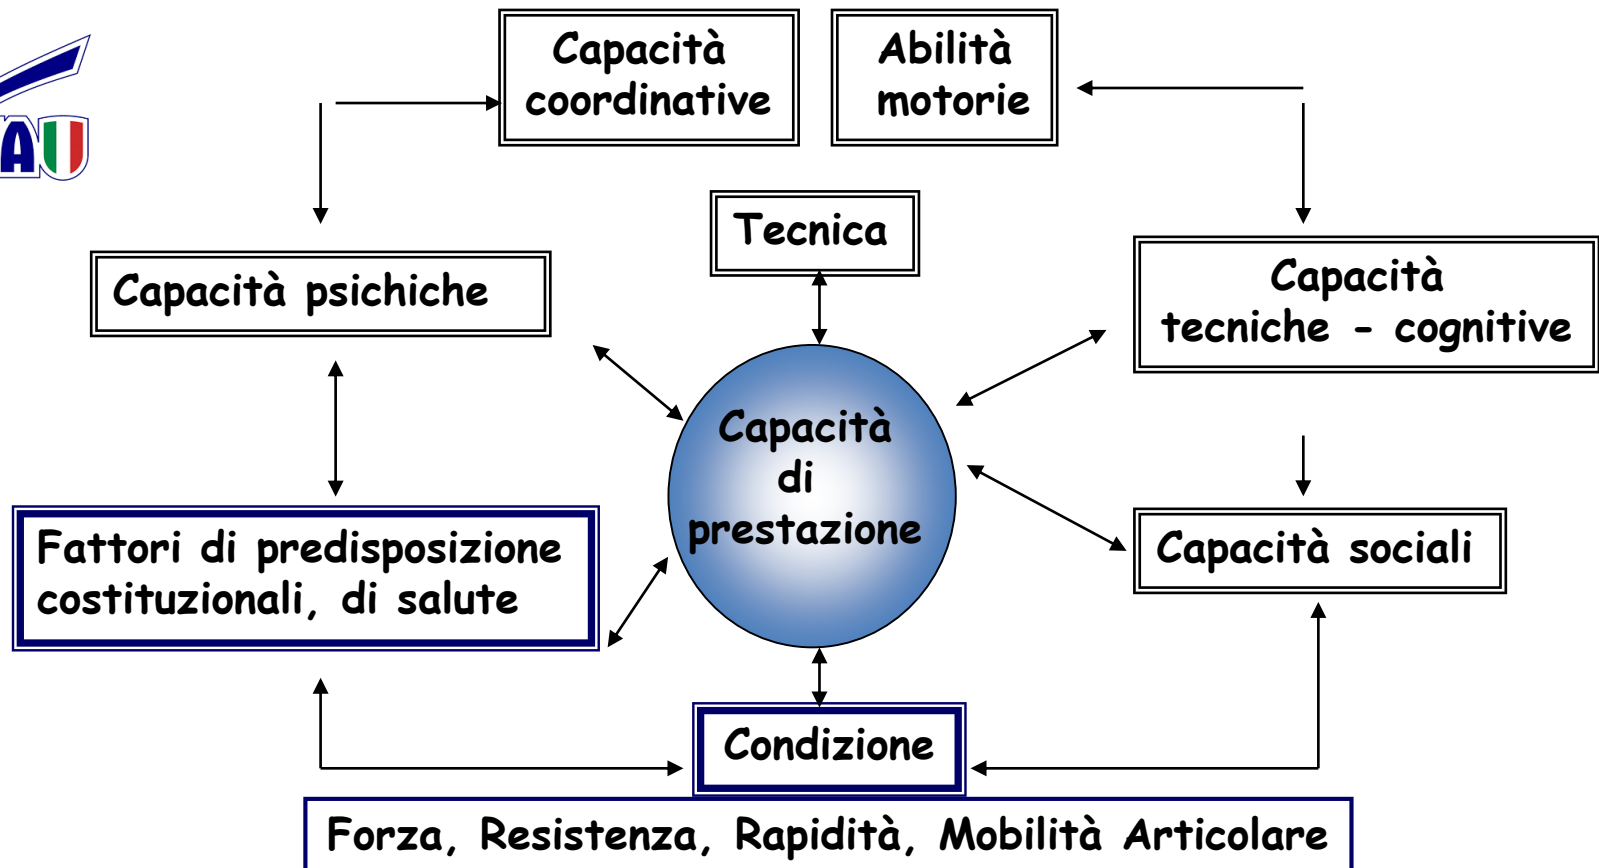 Capacità
coordinative
Abilità
motorie
A
Tecnica
Capacità psichiche
Capacità
tecniche - cognitive
Capacità
di
prestazione
Fattori di predisposizione
costituzionali, di salute
Capacità sociali
Condizione
Forza, Resistenza, Rapidità, Mobilità Articolare